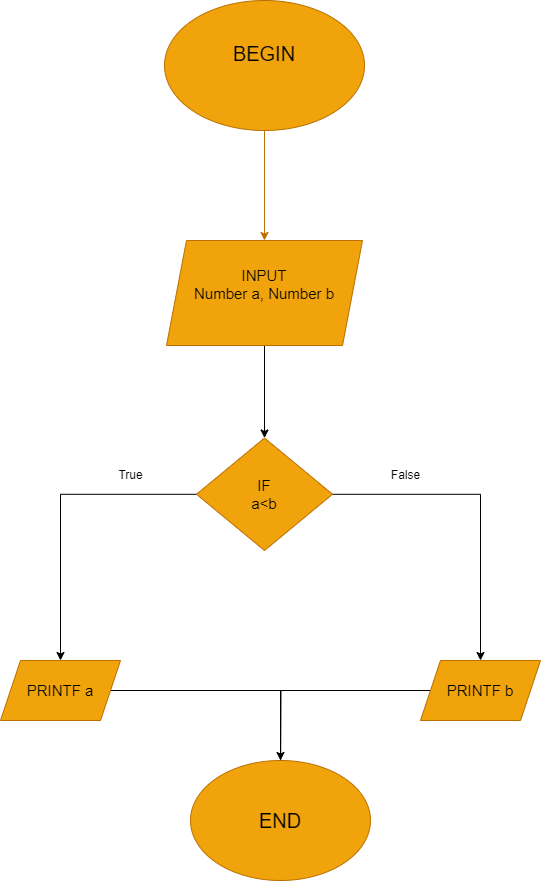 BEGIN
INPUT
Number a, Number b
IF
a<b
True
False
PRINTF a
PRINTF b
END